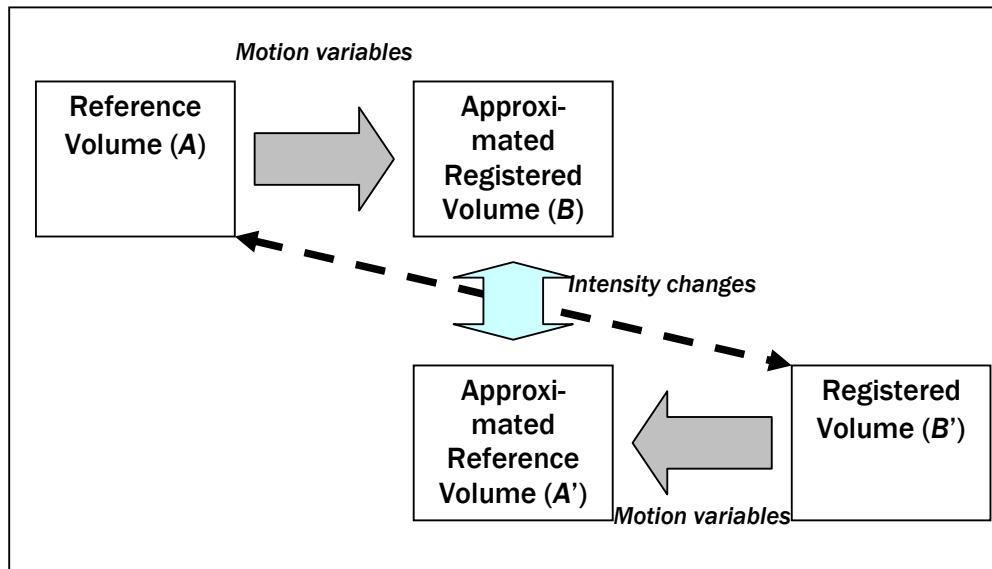 Motion variables
Reference
Volume (A)
Approxi-
mated
Registered
Volume (B)
Intensity changes
Approxi-
mated
Reference
Volume (A’)
Registered
Volume (B’)
Motion variables